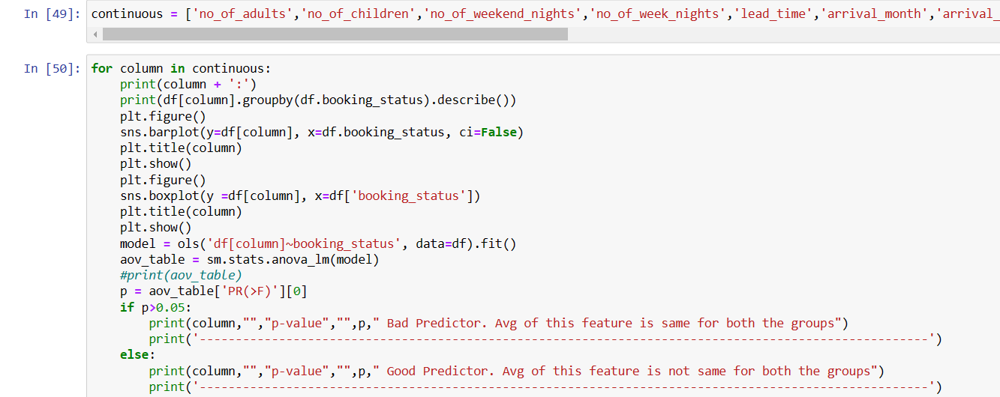 In [49]: continuous = ['no_of_adults','no_of_children','no_of_weekend_nights','no_of_week_nights','lead_time','arrival_month','arrival_
In [50]: for column in continuous:
    print(column + ':')
    print(df[column].groupby(df.booking_status).describe())
    plt.figure()
    sns.barplot(y=df[column], x=df.booking_status, ci=False)
    plt.title(column)
    plt.show()
    plt.figure()
    sns.boxplot(y =df[column], x=df['booking_status'])
    plt.title(column)
    plt.show()
    model = ols('df[column]~booking_status', data=df).fit()
    aov_table = sm.stats.anova_lm(model)
    #print(aov_table)
    p = aov_table['PR(>F)'][0]
    if p>0.05:
        print(column,"","p-value","",p," Bad Predictor. Avg of this feature is same for both the groups")
        print('-----------------------------------------------------------------------------------------------------')
    else:
        print(column,"","p-value","",p," Good Predictor. Avg of this feature is not same for both the groups")
        print('-----------------------------------------------------------------------------------------------------')